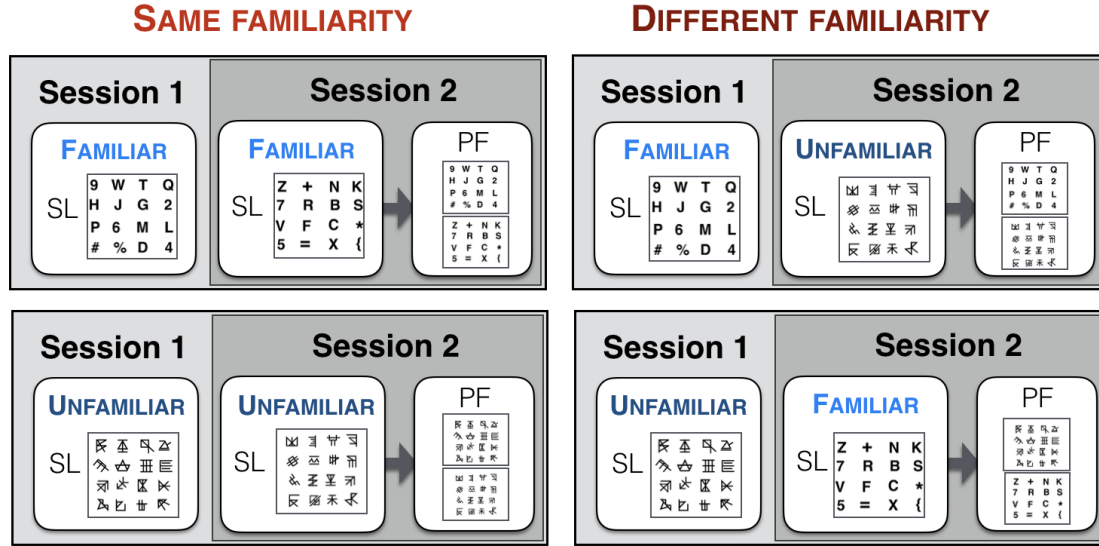 SAME FAMILIARITY
Session 1
FAMILIAR
SL
9 W T Q
H J G 2
P 6 M L
# % D 4
Session 2
FAMILIAR
SL
Z + N K
7 R B S
V F C *
5 = X {
PF
9 W T Q
H J G 2
P 6 M L
# % D 4
Z + N K
7 R B S
V F C *
5 = X {
DIFFERENT FAMILIARITY
Session 1
FAMILIAR
SL
9 W T Q
H J G 2
P 6 M L
# % D 4
Session 2
UNFAMILIAR
SL
PF
9 W T Q
H J G 2
P 6 M L
# % D 4
Session 1
UNFAMILIAR
SL
Session 2
UNFAMILIAR
SL
PF
Session 1
UNFAMILIAR
SL
Session 2
FAMILIAR
SL
Z + N K
7 R B S
V F C *
5 = X {
PF
Z + N K
7 R B S
V F C *
5 = X {